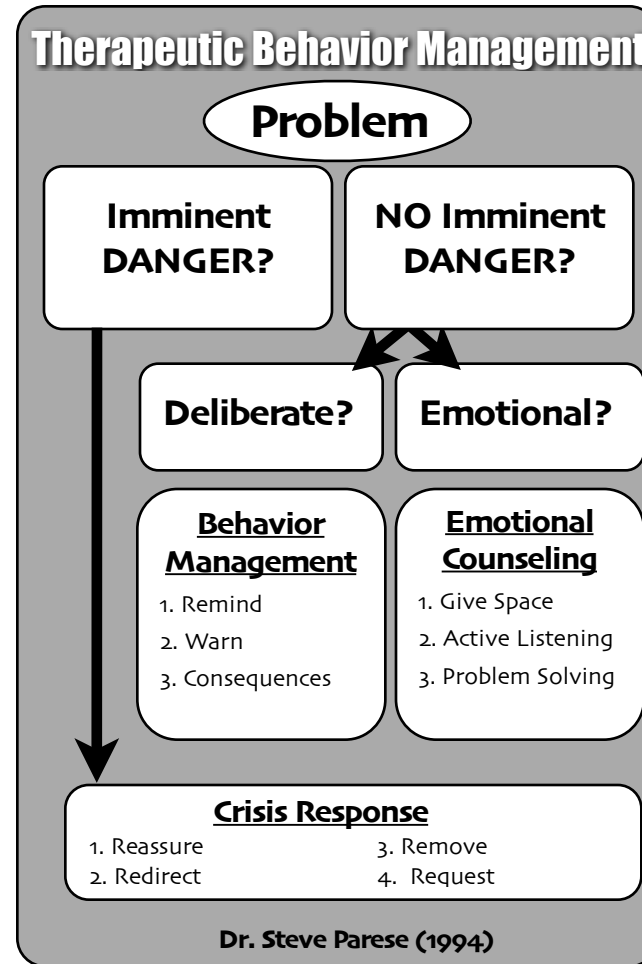 Therapeutic Behavior Management
Problem
Imminent
DANGER?
NO Imminent
DANGER?
Deliberate?
Emotional?
Behavior
Management
1. Remind
2. Warn
3. Consequences
Emotional
Counseling
1. Give Space
2. Active Listening
3. Problem Solving
Crisis Response
1. Reassure
2. Redirect
3. Remove
4. Request
Dr. Steve Parese (1994)